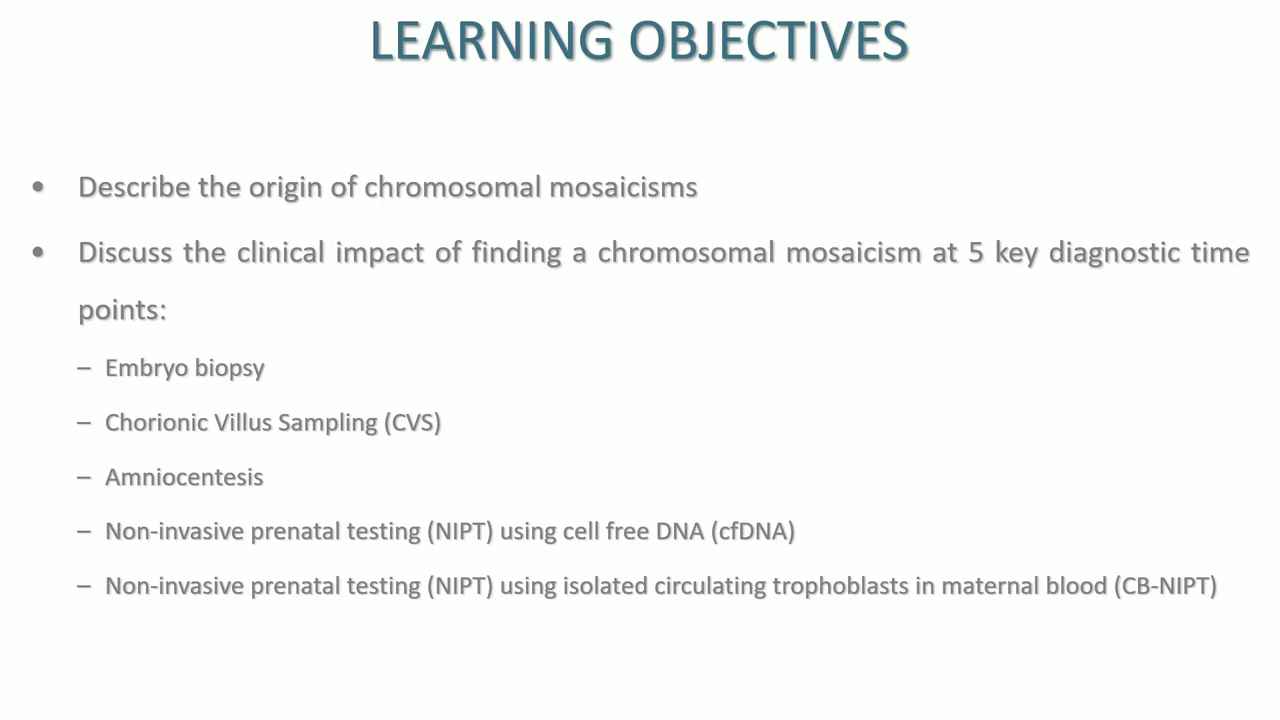 LEARNING OBJECTIVES
• Describe the origin of chromosomal mosaicisms
• Discuss the clinical impact of finding a chromosomal mosaicism at 5 key diagnostic time
points:
– Embryo biopsy
– Chorionic Villus Sampling (CVS)
– Amniocentesis
– Non-invasive prenatal testing (NIPT) using cell free DNA (cfDNA)
– Non-invasive prenatal testing (NIPT) using isolated circulating trophoblasts in maternal blood (CB-NIPT)